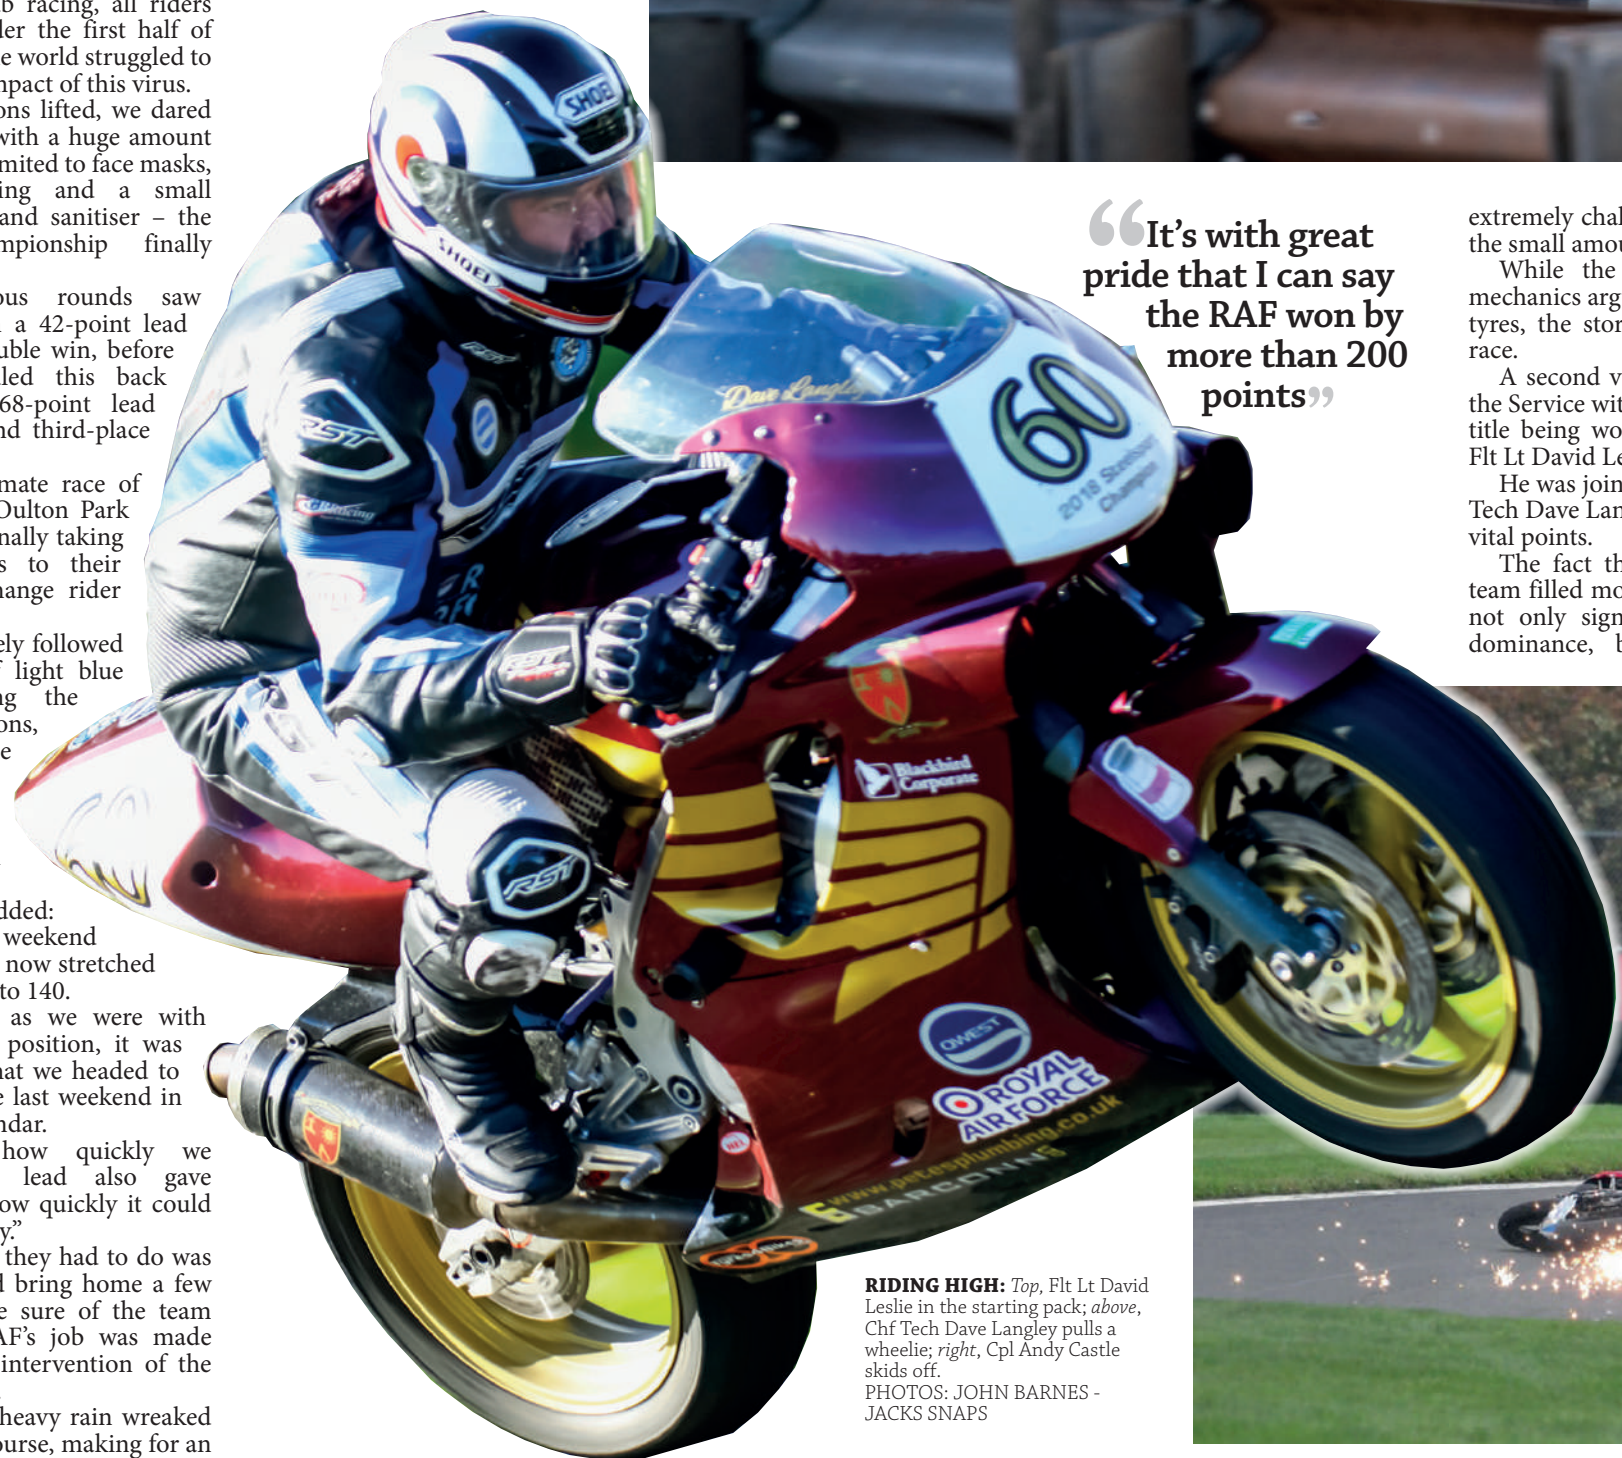 racing, all riders
the first half of
e world struggled to
pact of this virus.
ons lifted, we dared
with a huge amount
mited to face masks,
ing and a small
and sanitiser – the
mpionship finally
ous rounds saw
a 42-point lead
uble win, before
led this back
68-point lead
nd third-place
mate race of
Oulton Park
nally taking
s to their
hange rider
ely followed
f light blue
ng the
ons,
e
dded:
weekend
now stretched
to 140.
as we were with
position, it was
hat we headed to
e last weekend in
ndar.
how quickly we
lead also gave
ow quickly it could
y.”
they had to do was
d bring home a few
e sure of the team
AF’s job was made
intervention of the
heavy rain wreaked
ourse, making for an
SHOEI
SHOEI
RST
RST
RST
RST
Dave Langley
60
2018 Steelframe
Champion
Blackbird
Corporate
QWEST
ROYAL
AIR FORCE
www.petesplumbing.co.uk
HEL
“It’s with great
pride that I can say
the RAF won by
more than 200
points”
extremely chal
the small amou
While the
mechanics arg
tyres, the stor
race.
A second v
the Service wit
title being wo
Flt Lt David Le
He was join
Tech Dave Lan
vital points.
The fact th
team filled mo
not only sign
dominance, b
RIDING HIGH: Top, Flt Lt David
Leslie in the starting pack; above,
Chf Tech Dave Langley pulls a
wheelie; right, Cpl Andy Castle
skids off.
PHOTOS: JOHN BARNES -
JACKS SNAPS